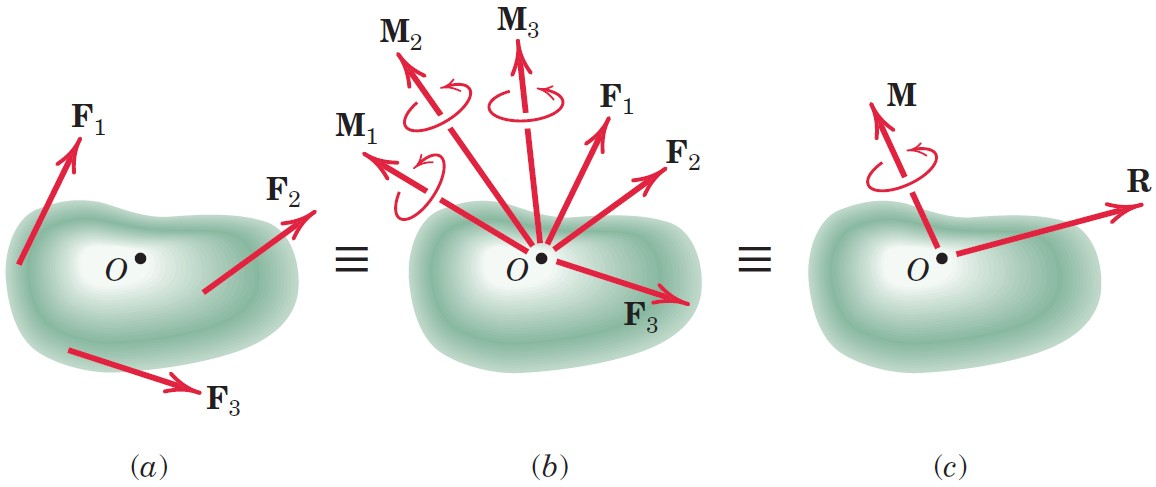 F₁
F₂
O
F₃
(a)
≡
M₁
M₂
M₃
F₁
F₂
O
F₃
(b)
≡
M
R
O
(c)